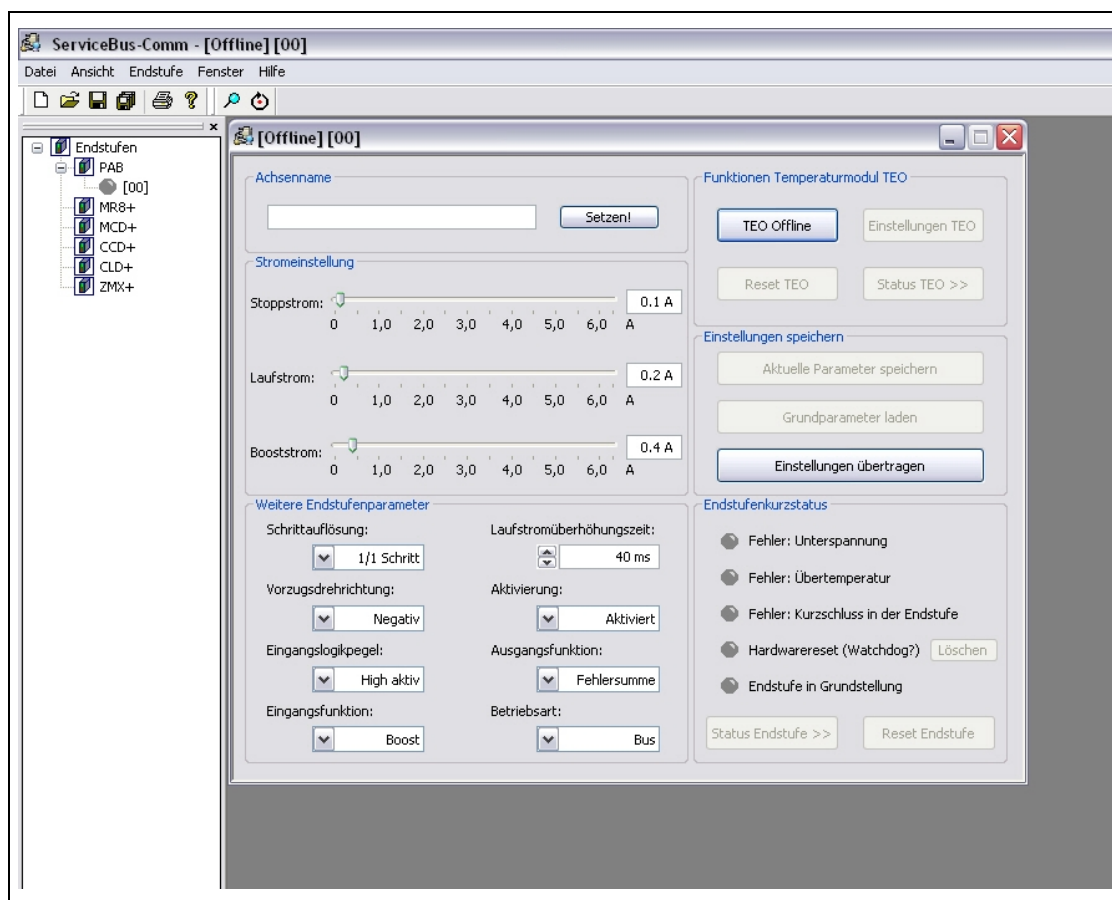 ServiceBus-Comm - [Offline] [00]
Datei Ansicht Endstufe Fenster Hilfe
Endstufen
PAB
[00]
MR8+
MCD+
CCD+
CLD+
ZMX+
[Offline] [00]
Achsenname
Setzen!
Stromeinstellung
Stoppstrom:
0.1 A
0 1,0 2,0 3,0 4,0 5,0 6,0 A
Laufstrom:
0.2 A
0 1,0 2,0 3,0 4,0 5,0 6,0 A
Booststrom:
0.4 A
0 1,0 2,0 3,0 4,0 5,0 6,0 A
Weitere Endstufenparameter
Schrittauflösung:
1/1 Schritt
Laufstromüberhöhungszeit:
40 ms
Vorzugsdrehrichtung:
Negativ
Aktivierung:
Aktiviert
Eingangslogikpegel:
High aktiv
Ausgangsfunktion:
Fehlersumme
Eingangsfunktion:
Boost
Betriebsart:
Bus
Funktionen Temperaturmodul TEO
TEO Offline
Einstellungen TEO
Reset TEO
Status TEO >>
Einstellungen speichern
Aktuelle Parameter speichern
Grundparameter laden
Einstellungen übertragen
Endstufenkurzstatus
Fehler: Unterspannung
Fehler: Übertemperatur
Fehler: Kurzschluss in der Endstufe
Hardwarereset (Watchdog?)
Löschen
Endstufe in Grundstellung
Status Endstufe >>
Reset Endstufe